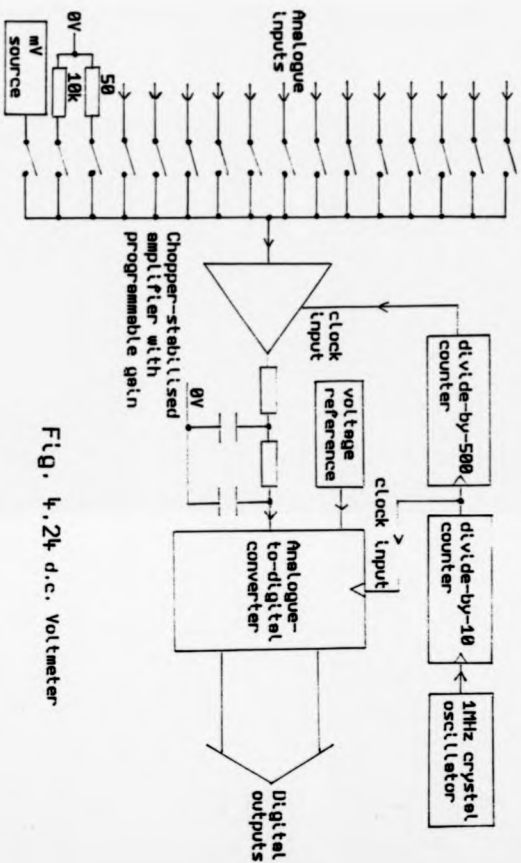 Analogue
inputs
0V
50
10k
mV
source
Chopper-stabilised
amplifier with
programmable gain
clock
input
0V
voltage
reference
clock input
divide-by-500
counter
divide-by-10
counter
1MHz crystal
oscillator
Analogue-
to-digital
converter
Digital
outputs
Fig. 4.24 d.c. Voltmeter